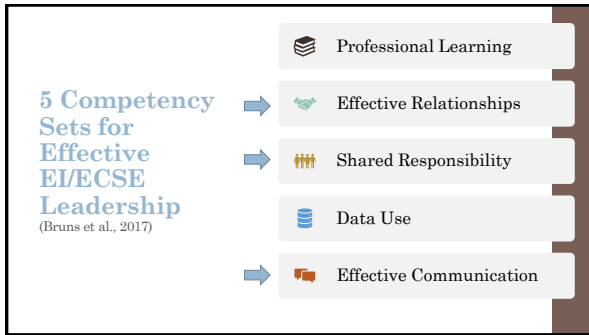 5 Competency
Sets for
Effective
EI/ECSE
Leadership
(Bruns et al., 2017)
Professional Learning
Effective Relationships
Shared Responsibility
Data Use
Effective Communication